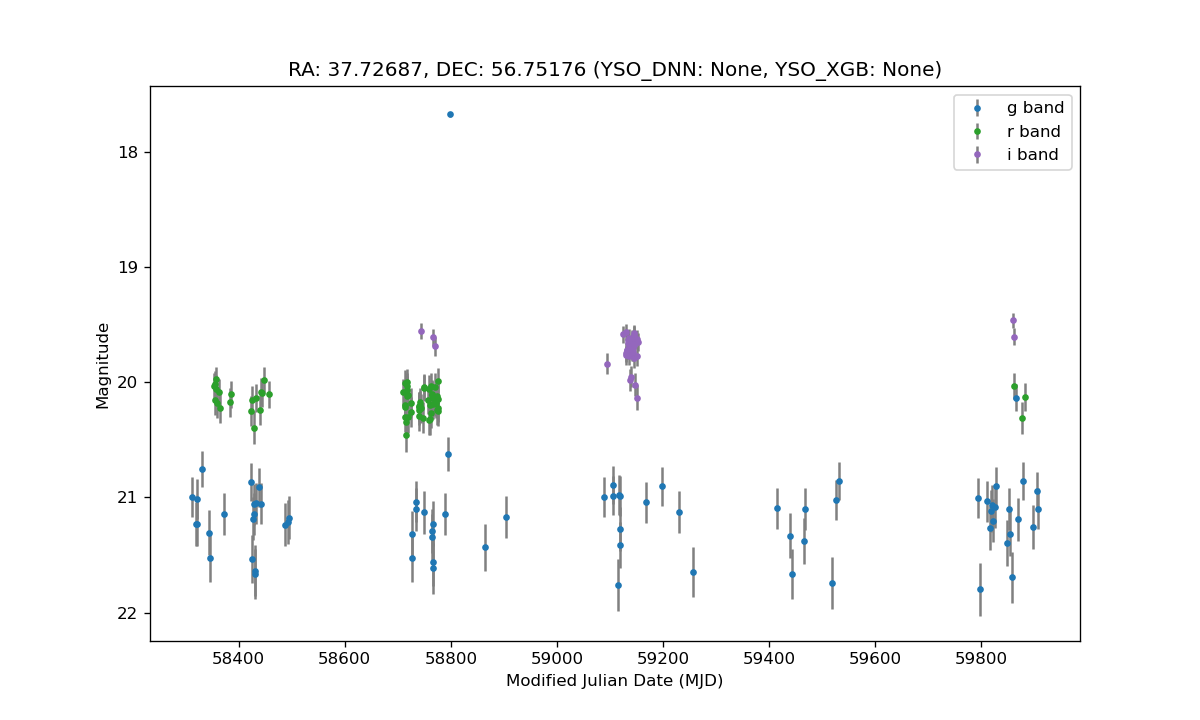 RA: 37.72687, DEC: 56.75176 (YSO_DNN: None, YSO_XGB: None)
g band
r band
i band
18
19
20
21
22
Magnitude
58400 58600 58800 59000 59200 59400 59600 59800
Modified Julian Date (MJD)